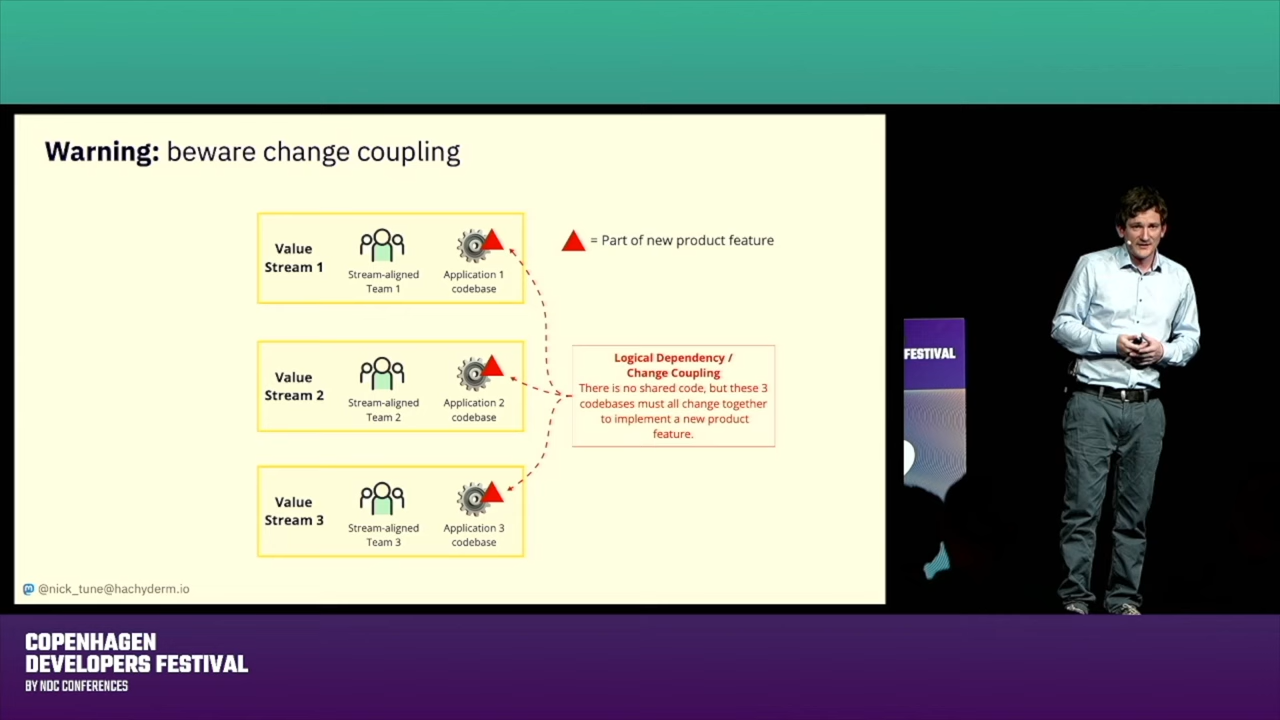 Warning: beware change coupling
Value
Stream 1
Stream-aligned
Team 1
Application 1
codebase
= Part of new product feature
Value
Stream 2
Stream-aligned
Team 2
Application 2
codebase
Logical Dependency /
Change Coupling
There is no shared code, but these 3
codebases must all change together
to implement a new product
feature.
Value
Stream 3
Stream-aligned
Team 3
Application 3
codebase
@nick_tune@hachyderm.io
FESTIVAL
COPENHAGEN
DEVELOPERS FESTIVAL
BY NDC CONFERENCES